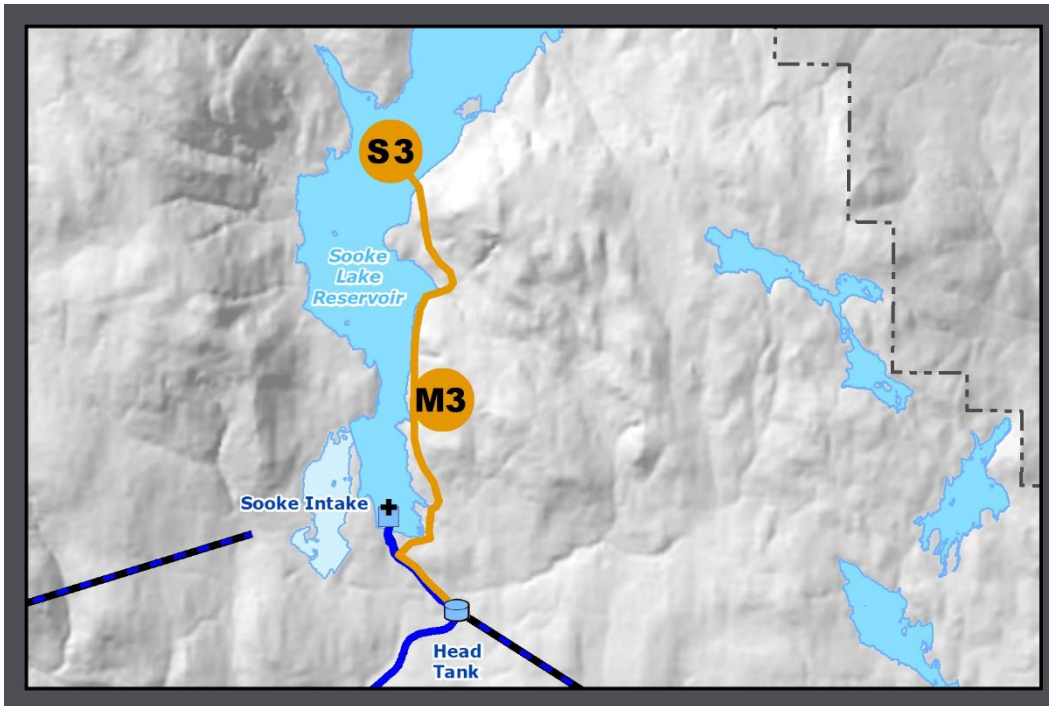 S3
Sooke
Lake
Reservoir
M3
Sooke Intake
Head
Tank